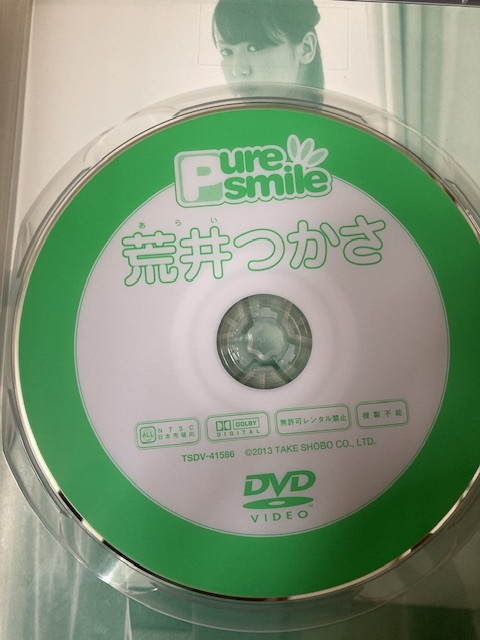 Pure
smile
あらい
荒井つかさ
ALL
NTSC
日本市場向
DOLBY
DIGITAL
無許可レンタル禁止
複製不能
TSDV-41586 ©2013 TAKE SHOBO CO., LTD.
DVD
VIDEO